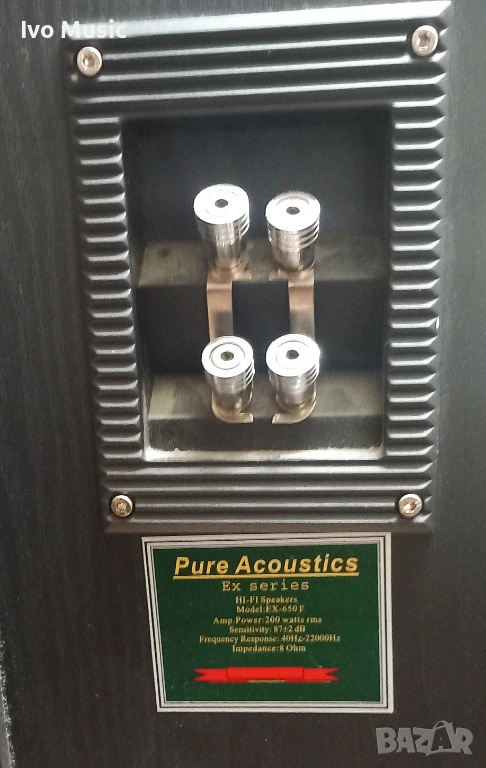 Ivo Music
Pure Acoustics
Ex series
HI-FI Speakers
Model:EX-650 F
Amp.Power:200 watts rms
Sensitivity: 87±2 dB
Frequency Response: 40Hz-22000Hz
Impedance:8 Ohm
BAZAR